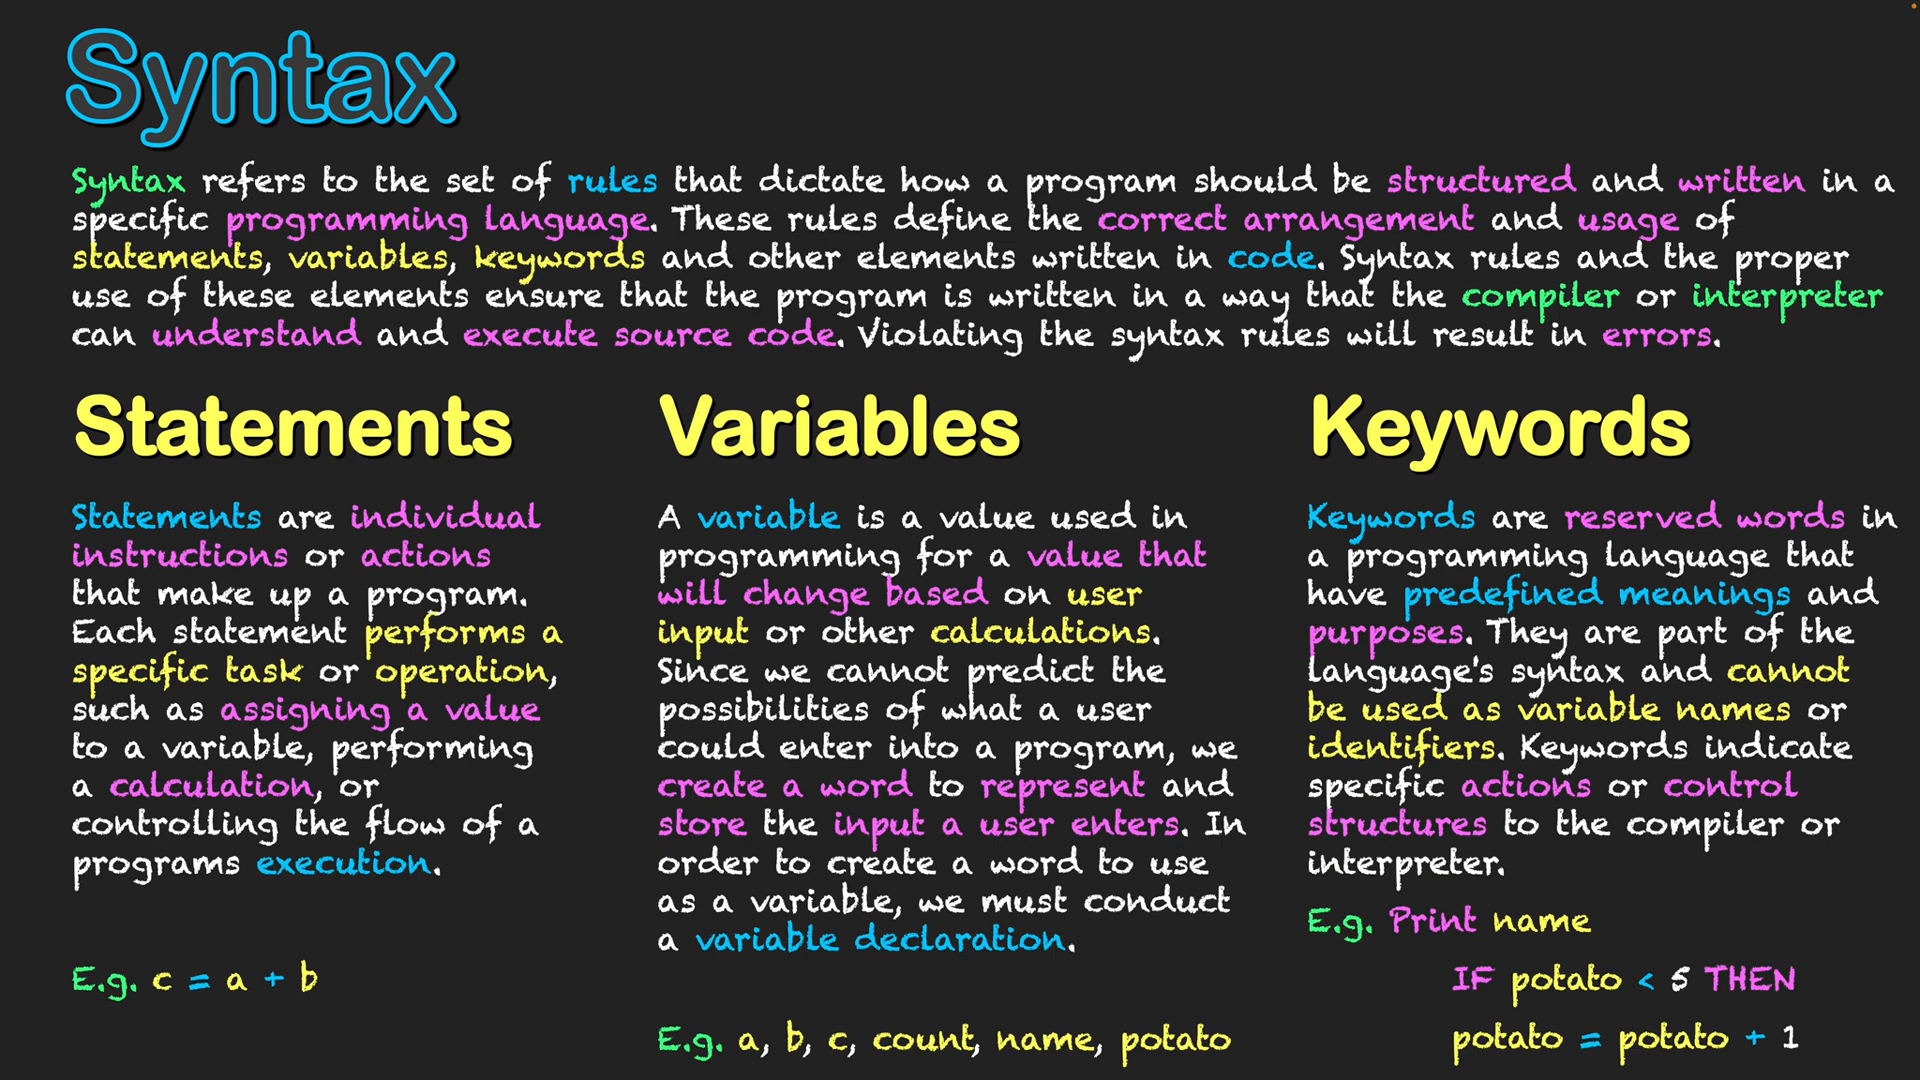 Syntax
Syntax refers to the set of rules that dictate how a program should be structured and written in a
specific programming language. These rules define the correct arrangement and usage of
statements, variables, keywords and other elements written in code. Syntax rules and the proper
use of these elements ensure that the program is written in a way that the compiler or interpreter
can understand and execute source code. Violating the syntax rules will result in errors.
Statements
Statements are individual
instructions or actions
that make up a program.
Each statement performs a
specific task or operation,
such as assigning a value
to a variable, performing
a calculation, or
controlling the flow of a
programs execution.
E.g. c = a + b
Variables
A variable is a value used in
programming for a value that
will change based on user
input or other calculations.
Since we cannot predict the
possibilities of what a user
could enter into a program, we
create a word to represent and
store the input a user enters. In
order to create a word to use
as a variable, we must conduct
a variable declaration.
E.g. a, b, c, count, name, potato
Keywords
Keywords are reserved words in
a programming language that
have predefined meanings and
purposes. They are part of the
language's syntax and cannot
be used as variable names or
identifiers. Keywords indicate
specific actions or control
structures to the compiler or
interpreter.
E.g. Print name
IF potato < 5 THEN
potato = potato + 1